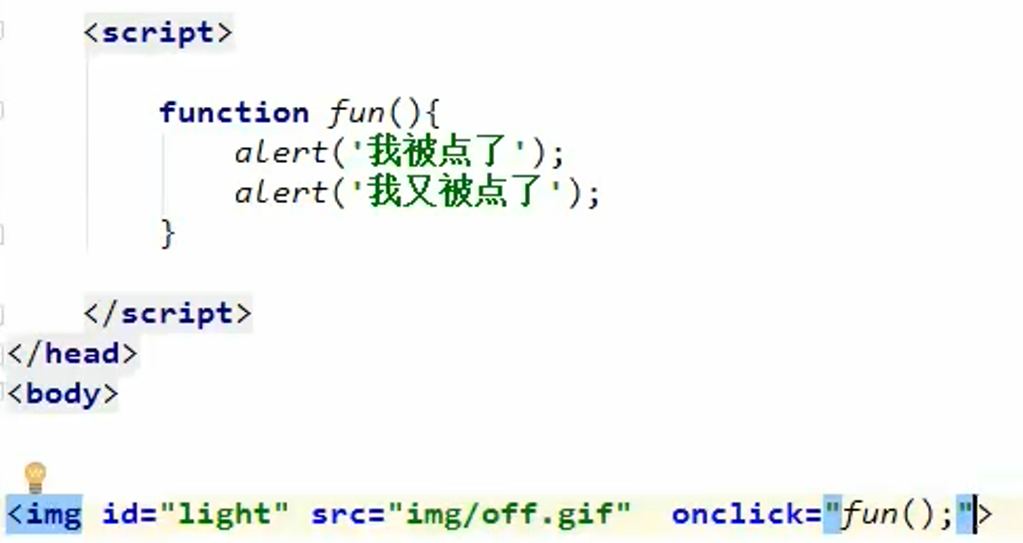 <script>
function fun(){
alert('我被点了');
alert('我又被点了');
}
</script>
</head>
<body>
<img id="light" src="img/off.gif"  onclick="fun();">